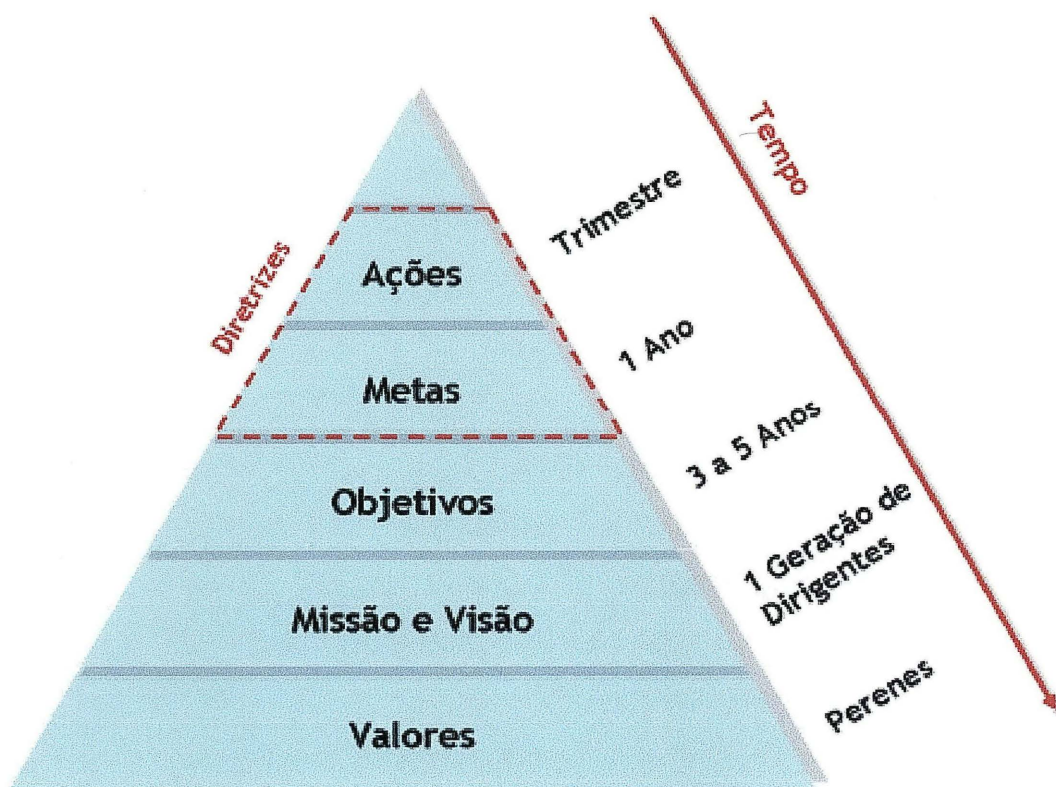 Tempo
Trimestre
Diretrizes
Ações
1 Ano
Metas
3 a 5 Anos
Objetivos
1 Geração de
Dirigentes
Missão e Visão
Perenes
Valores